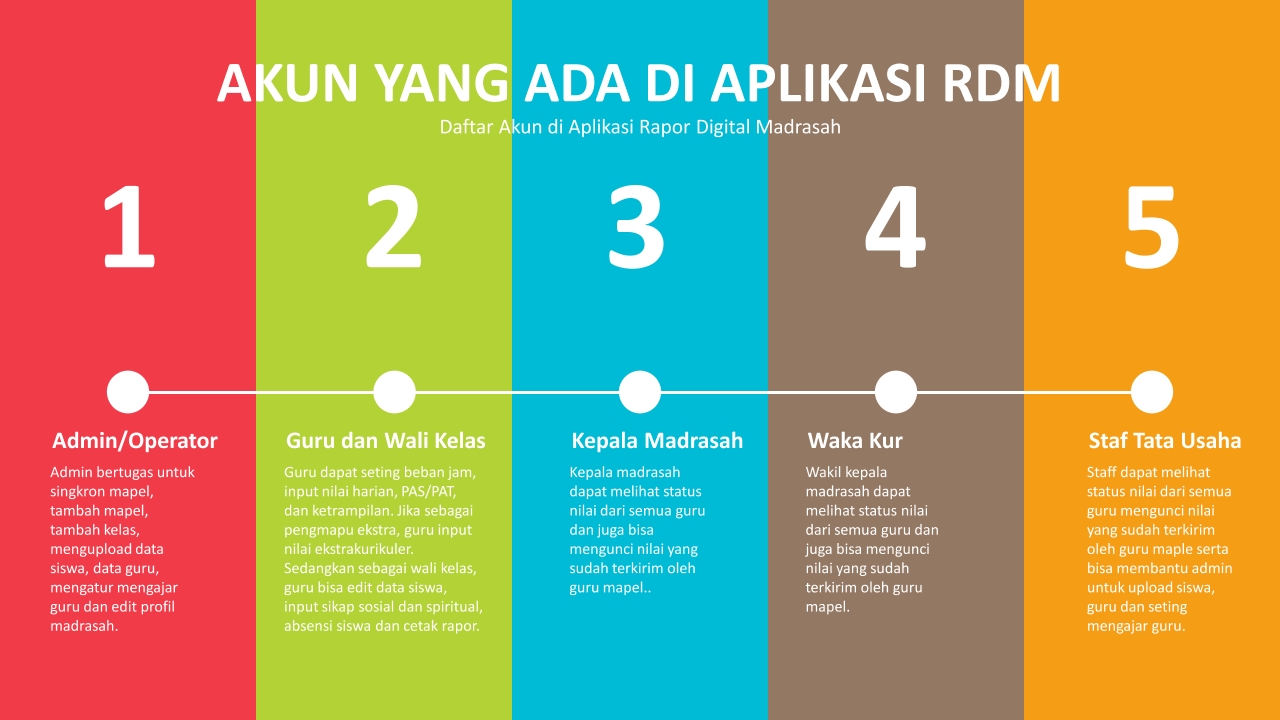 AKUN YANG ADA DI APLIKASI RDM
Daftar Akun di Aplikasi Rapor Digital Madrasah
1
2
3
4
5
Admin/Operator
Admin bertugas untuk
singkron mapel,
tambah mapel,
tambah kelas,
mengupload data
siswa, data guru,
mengatur mengajar
guru dan edit profil
madrasah.
Guru dan Wali Kelas
Guru dapat seting beban jam,
input nilai harian, PAS/PAT,
dan ketrampilan. Jika sebagai
pengmapu ekstra, guru input
nilai ekstrakurikuler.
Sedangkan sebagai wali kelas,
guru bisa edit data siswa,
input sikap sosial dan spiritual,
absensi siswa dan cetak rapor.
Kepala Madrasah
Kepala madrasah
dapat melihat status
nilai dari semua guru
dan juga bisa
mengunci nilai yang
sudah terkirim oleh
guru mapel..
Waka Kur
Wakil kepala
madrasah dapat
melihat status nilai
dari semua guru dan
juga bisa mengunci
nilai yang sudah
terkirim oleh guru
mapel.
Staf Tata Usaha
Staff dapat melihat
status nilai dari semua
guru mengunci nilai
yang sudah terkirim
oleh guru maple serta
bisa membantu admin
untuk upload siswa,
guru dan seting
mengajar guru.